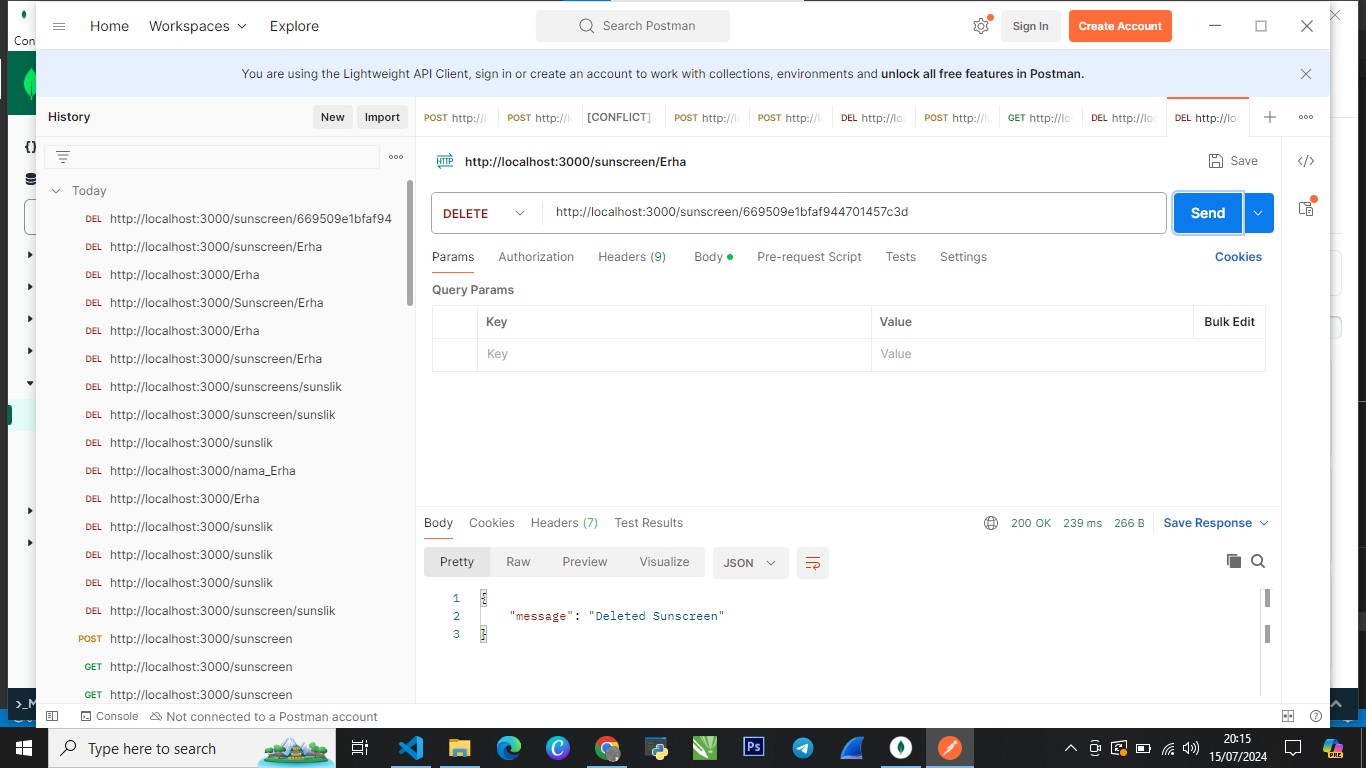 Con
Home
Workspaces
Explore
Search Postman
Sign In
Create Account
You are using the Lightweight API Client, sign in or create an account to work with collections, environments and unlock all free features in Postman.
History
New
Import
POST http://l
POST http://l
[CONFLICT]
POST http://l
POST http://l
DEL http://loc
POST http://l
GET http://lo
DEL http://loc
DEL http://loc
{}
HTTP http://localhost:3000/sunscreen/Erha
Save
</>
Today
DELETE
http://localhost:3000/sunscreen/669509e1bfaf944701457c3d
Send
DEL http://localhost:3000/sunscreen/669509e1bfaf94
DEL http://localhost:3000/sunscreen/Erha
DEL http://localhost:3000/Erha
DEL http://localhost:3000/Sunscreen/Erha
DEL http://localhost:3000/Erha
DEL http://localhost:3000/sunscreen/Erha
DEL http://localhost:3000/sunscreens/sunslik
DEL http://localhost:3000/sunscreen/sunslik
DEL http://localhost:3000/sunslik
DEL http://localhost:3000/nama_Erha
DEL http://localhost:3000/Erha
DEL http://localhost:3000/sunslik
DEL http://localhost:3000/sunslik
DEL http://localhost:3000/sunslik
DEL http://localhost:3000/sunscreen/sunslik
POST http://localhost:3000/sunscreen
GET http://localhost:3000/sunscreen
GET http://localhost:3000/sunscreen
Params
Authorization
Headers (9)
Body
Pre-request Script
Tests
Settings
Cookies
Query Params
Key
Value
Bulk Edit
Key
Value
Body
Cookies
Headers (7)
Test Results
200 OK
239 ms
266 B
Save Response
Pretty
Raw
Preview
Visualize
JSON
1 {
2 "message": "Deleted Sunscreen"
3 }
>_M
Console
Not connected to a Postman account
Type here to search
Ps
20:15
15/07/2024
PRE